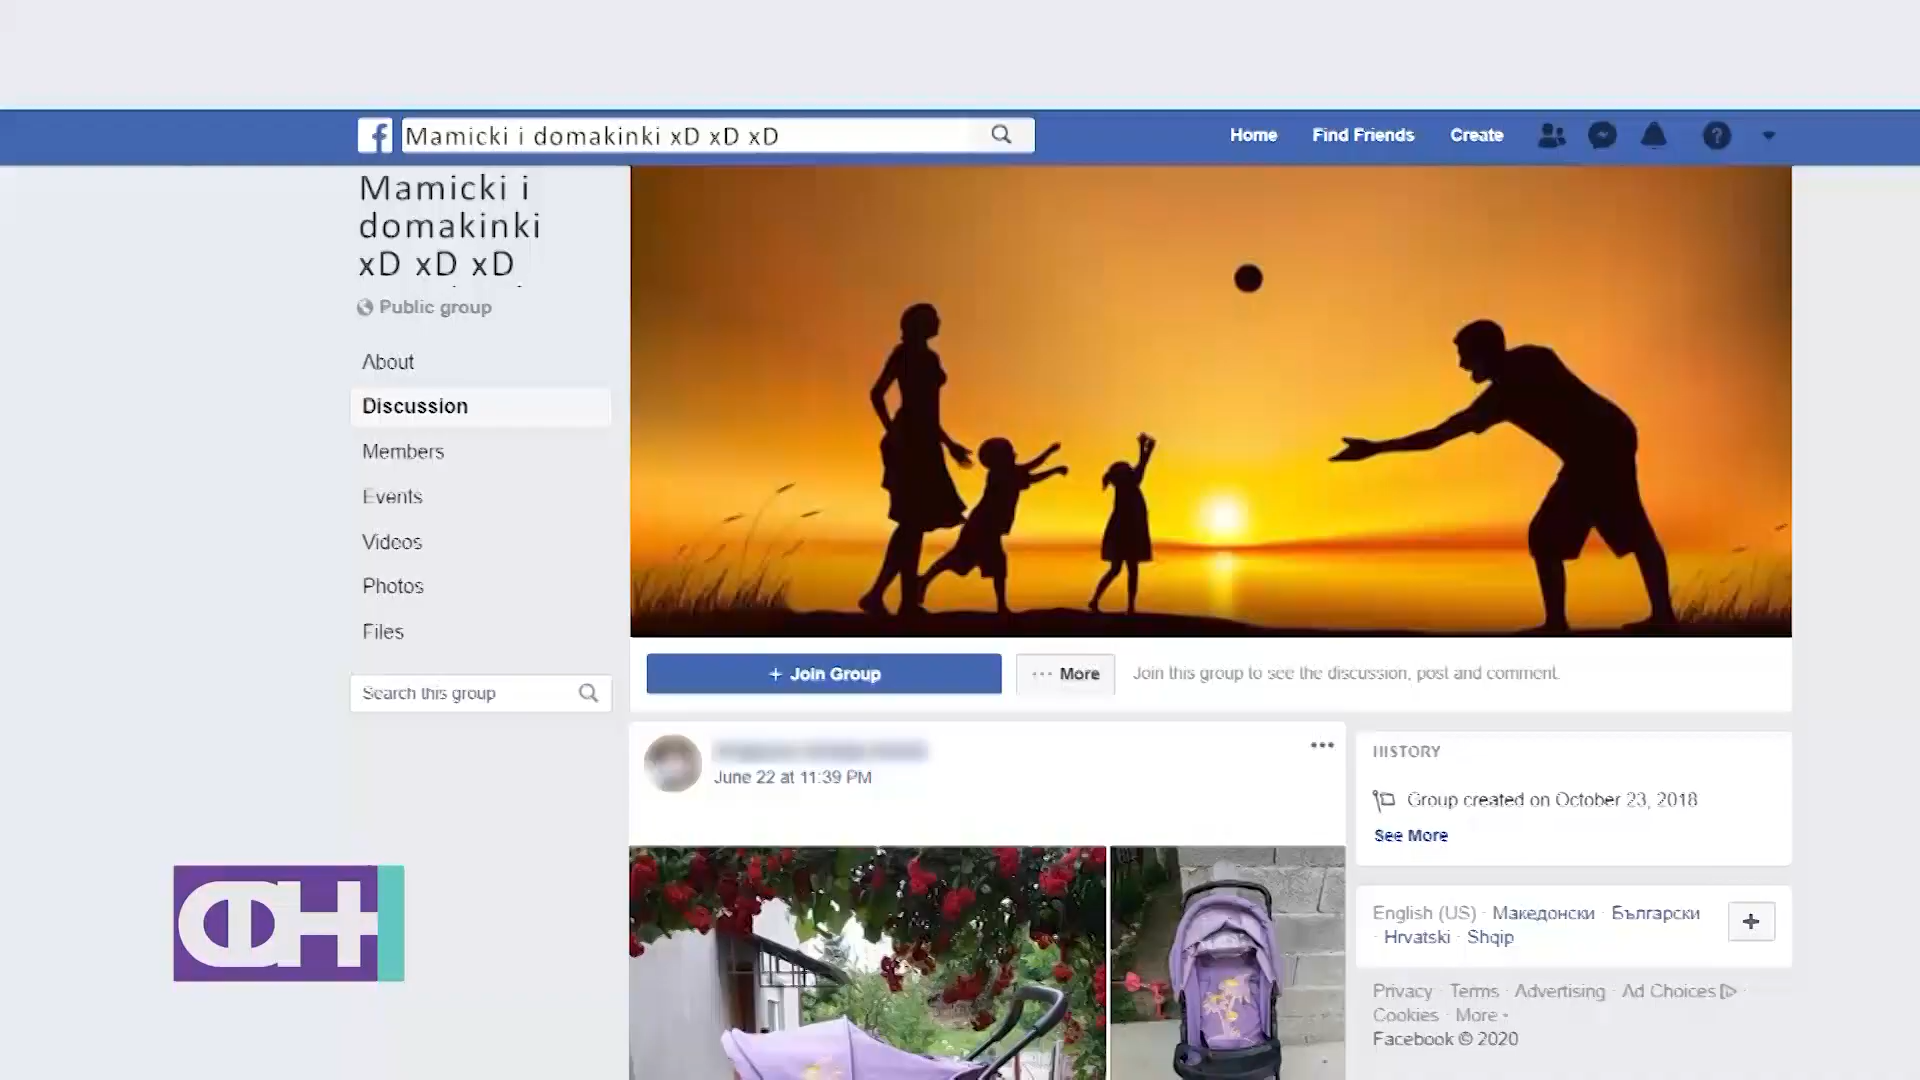 Mamicki i domakinki xD xD xD
Home
Find Friends
Create
?
Mamicki i
domakinki
xD xD xD
Public group
About
Discussion
Members
Events
Videos
Photos
Files
Search this group
+ Join Group
··· More
Join this group to see the discussion, post and comment.
June 22 at 11:39 PM
HISTORY
Group created on October 23, 2018
See More
English (US) · Македонски · Български
· Hrvatski · Shqip
+
Privacy · Terms · Advertising · Ad Choices ·
Cookies · More
Facebook © 2020
ФН